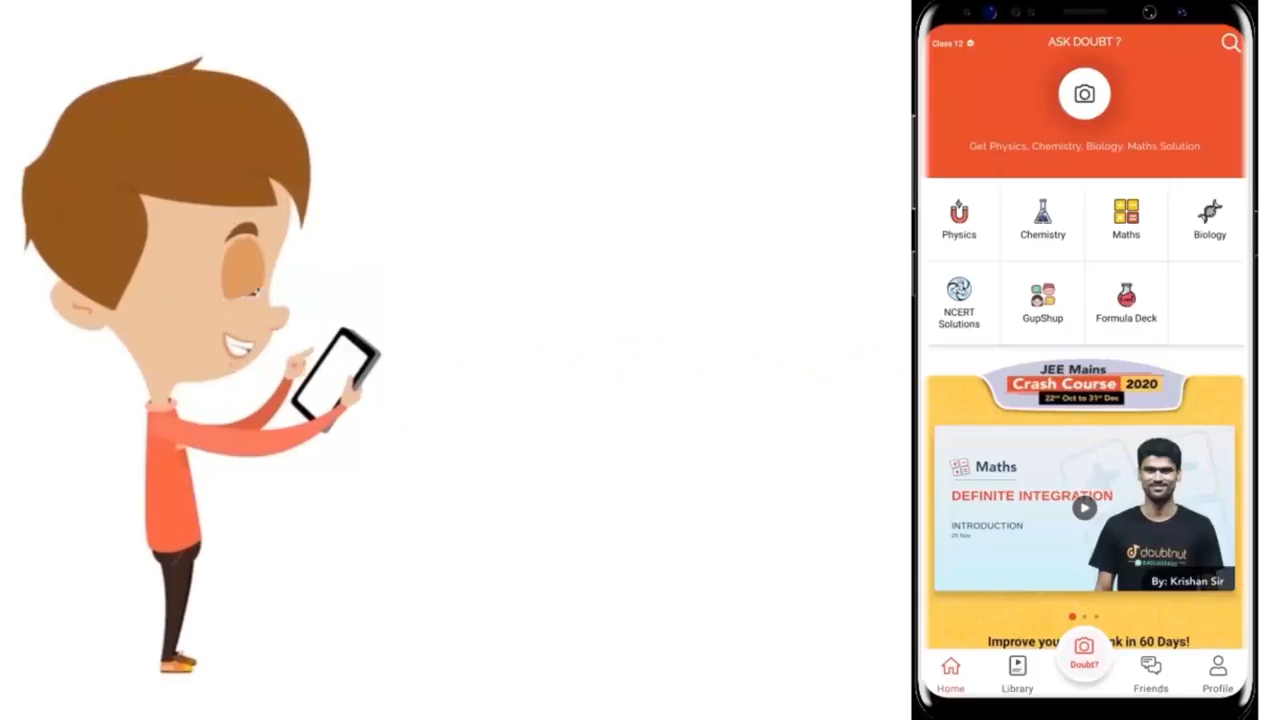 Class 12
ASK DOUBT ?
Get Physics, Chemistry, Biology, Maths Solution
Physics
Chemistry
Maths
Biology
NCERT
Solutions
GupShup
Formula Deck
JEE Mains
Crash Course 2020
22nd Oct to 31st Dec
Maths
DEFINITE INTEGRATION
INTRODUCTION
doubtnut
By: Krishan Sir
Improve you nk in 60 Days!
Doubt?
Home
Library
Friends
Profile